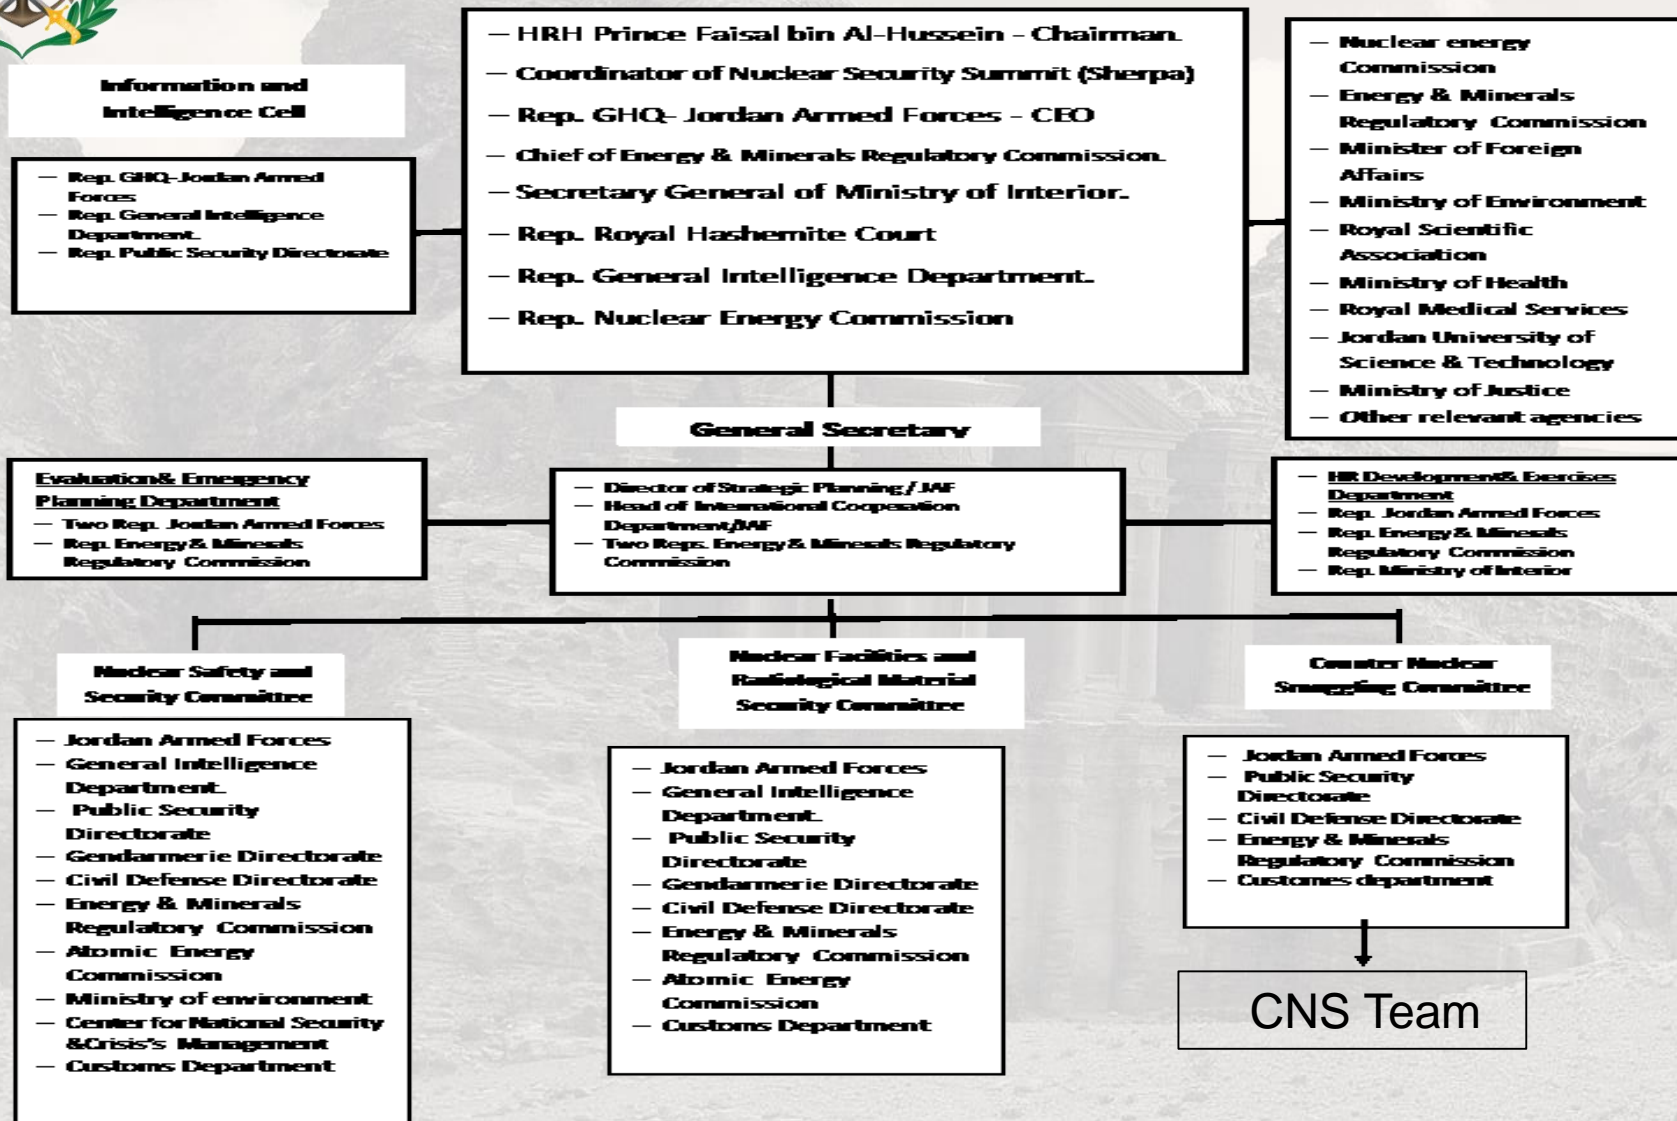 Information and
Intelligence Cell
— Rep. GHQ-Jordan Armed
Forces
— Rep. General Intelligence
Department.
— Rep. Public Security Directorate
— HRH Prince Faisal bin Al-Hussein - Chairman.
— Coordinator of Nuclear Security Summit (Sherpa)
— Rep. GHQ- Jordan Armed Forces - CEO
— Chief of Energy & Minerals Regulatory Commission.
— Secretary General of Ministry of Interior.
— Rep. Royal Hashemite Court
— Rep. General Intelligence Department.
— Rep. Nuclear Energy Commission
— Nuclear energy
Commission
— Energy & Minerals
Regulatory Commission
— Minister of Foreign
Affairs
— Ministry of Environment
— Royal Scientific
Association
— Ministry of Health
— Royal Medical Services
— Jordan University of
Science & Technology
— Ministry of Justice
— Other relevant agencies
General Secretary
Evaluation& Emergency
Planning Department
— Two Rep. Jordan Armed Forces
— Rep. Energy & Minerals
Regulatory Commission
— Director of Strategic Planning / JAF
— Head of International Cooperation
Department/JAF
— Two Reps. Energy & Minerals Regulatory
Commission
— HR Development& Exercises
Department
— Rep. Jordan Armed Forces
— Rep. Energy & Minerals
Regulatory Commission
— Rep. Ministry of Interior
Nuclear Safety and
Security Committee
— Jordan Armed Forces
— General Intelligence
Department.
— Public Security
Directorate
— Gendarmerie Directorate
— Civil Defense Directorate
— Energy & Minerals
Regulatory Commission
— Atomic Energy
Commission
— Ministry of environment
— Center for National Security
&Crisis's Management
— Customs Department
Nuclear Facilities and
Radiological Material
Security Committee
— Jordan Armed Forces
— General Intelligence
Department.
— Public Security
Directorate
— Gendarmerie Directorate
— Civil Defense Directorate
— Energy & Minerals
Regulatory Commission
— Atomic Energy
Commission
— Customs Department
Counter Nuclear
Smuggling Committee
— Jordan Armed Forces
— Public Security
Directorate
— Civil Defense Directorate
— Energy & Minerals
Regulatory Commission
— Customes department
CNS Team